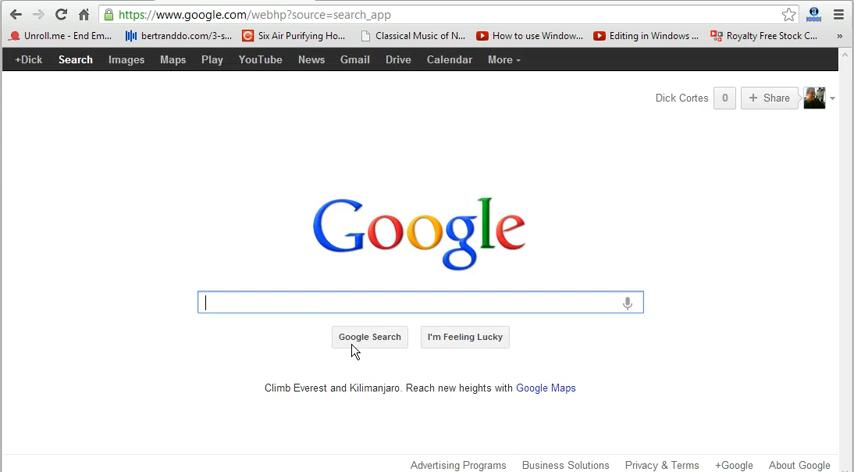 https://www.google.com/webhp?source=search_app
Unroll.me - End Em... bertranddo.com/3-s... Six Air Purifying Ho... Classical Music of N... How to use Window... Editing in Windows ... Royalty Free Stock C... »
+Dick Search Images Maps Play YouTube News Gmail Drive Calendar More
Dick Cortes 0 + Share
Google
Google Search I'm Feeling Lucky
Climb Everest and Kilimanjaro. Reach new heights with Google Maps
Advertising Programs Business Solutions Privacy & Terms +Google About Google